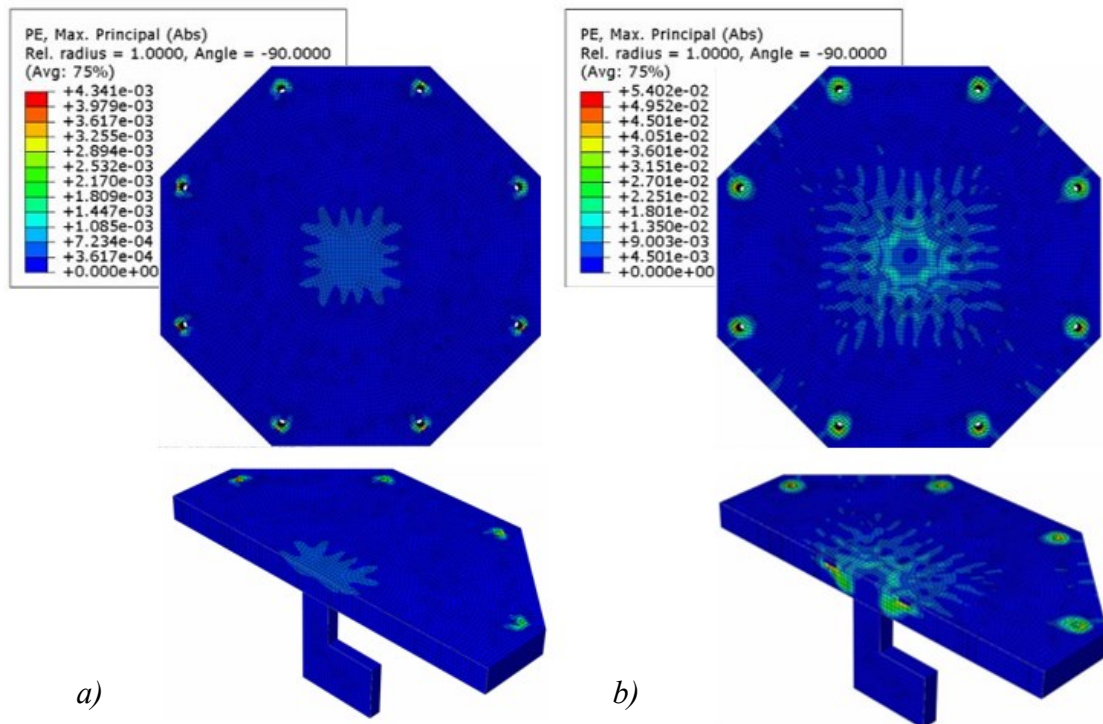 PE, Max. Principal (Abs)
Rel. radius = 1.0000, Angle = -90.0000
(Avg: 75%)
+4.341e-03
+3.979e-03
+3.617e-03
+3.255e-03
+2.894e-03
+2.532e-03
+2.170e-03
+1.809e-03
+1.447e-03
+1.085e-03
+7.234e-04
+3.617e-04
+0.000e+00
PE, Max. Principal (Abs)
Rel. radius = 1.0000, Angle = -90.0000
(Avg: 75%)
+5.402e-02
+4.952e-02
+4.501e-02
+4.051e-02
+3.601e-02
+3.151e-02
+2.701e-02
+2.251e-02
+1.801e-02
+1.350e-02
+9.003e-03
+4.501e-03
+0.000e+00
a)
b)